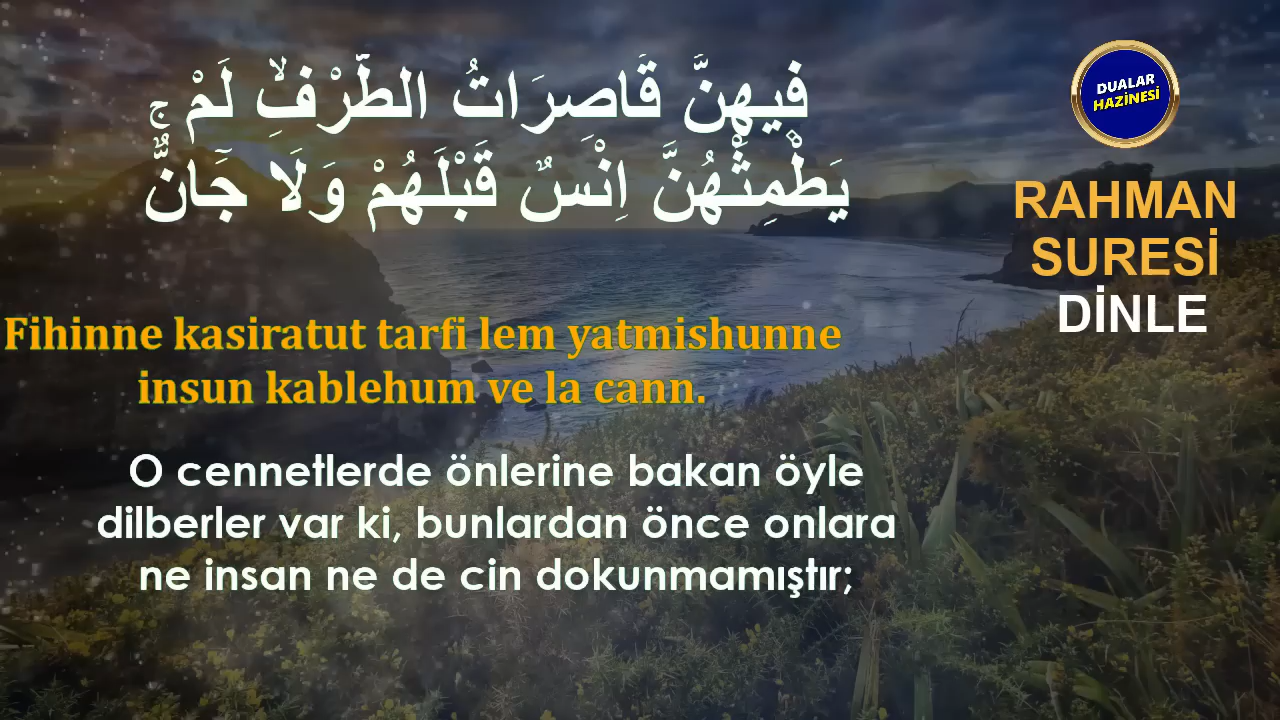 فِيهِنَّ قَاصِرَاتُ الطَّرْفِۙ لَمْ
يَطْمِثْهُنَّ اِنْسٌ قَبْلَهُمْ وَلَا جَٓانٌّۚ
Fihinne kasiratut tarfi lem yatmishunne
insun kablehum ve la cann.
O cennetlerde önlerine bakan öyle
dilberler var ki, bunlardan önce onlara
ne insan ne de cin dokunmamıştır;
DUALAR
HAZİNESİ
RAHMAN
SURESİ
DİNLE